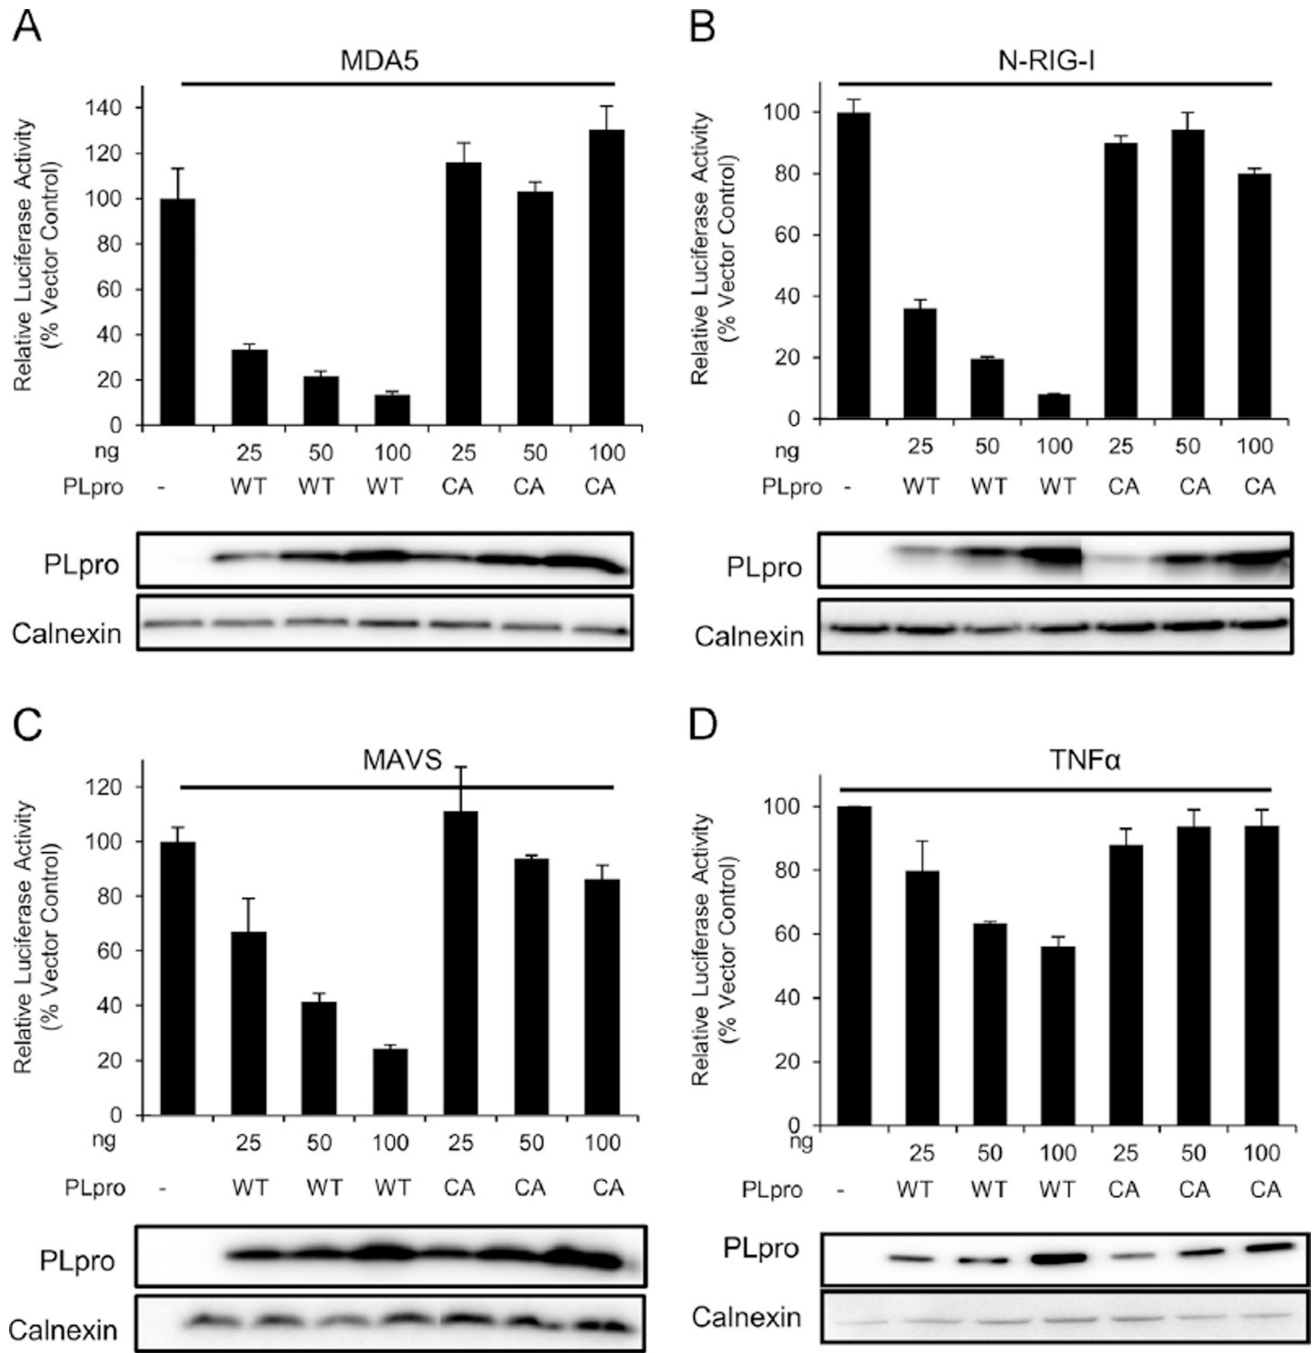 A
MDA5
Relative Luciferase Activity
(% Vector Control)
140
120
100
80
60
40
20
0
ng 25 50 100 25 50 100
PLpro - WT WT WT CA CA CA
PLpro
Calnexin
B
N-RIG-I
Relative Luciferase Activity
(% Vector Control)
100
80
60
40
20
0
ng 25 50 100 25 50 100
PLpro - WT WT WT CA CA CA
PLpro
Calnexin
C
MAVS
Relative Luciferase Activity
(% Vector Control)
120
100
80
60
40
20
0
ng 25 50 100 25 50 100
PLpro - WT WT WT CA CA CA
PLpro
Calnexin
D
TNFα
Relative Luciferase Activity
(% Vector Control)
100
80
60
40
20
0
ng 25 50 100 25 50 100
PLpro - WT WT WT CA CA CA
PLpro
Calnexin